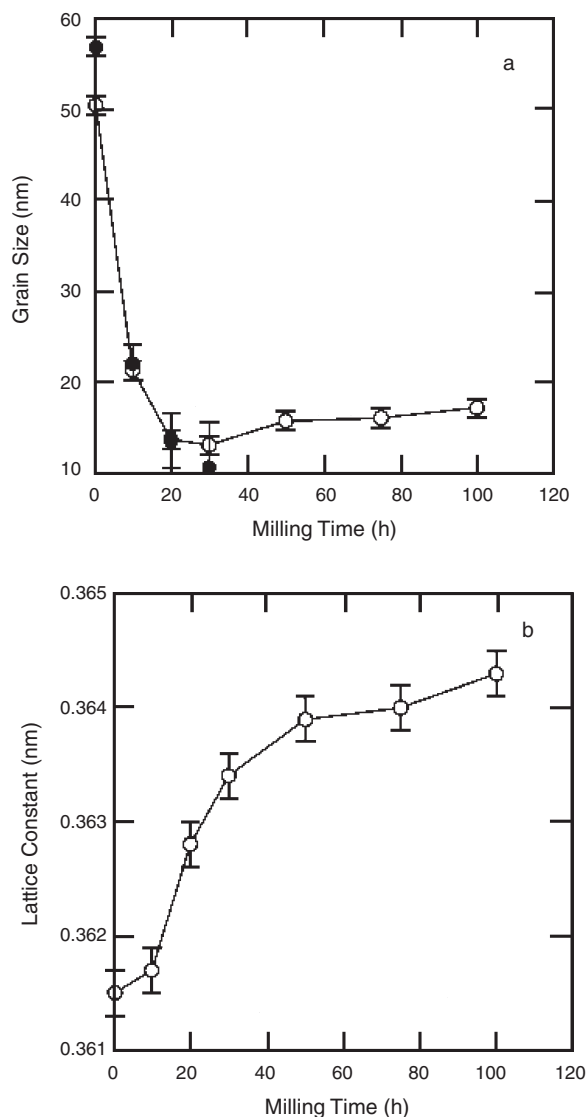 60
a
50
40
30
20
10
Grain Size (nm)
0 20 40 60 80 100 120
Milling Time (h)
0.365
b
0.364
0.363
0.362
0.361
Lattice Constant (nm)
0 20 40 60 80 100 120
Milling Time (h)